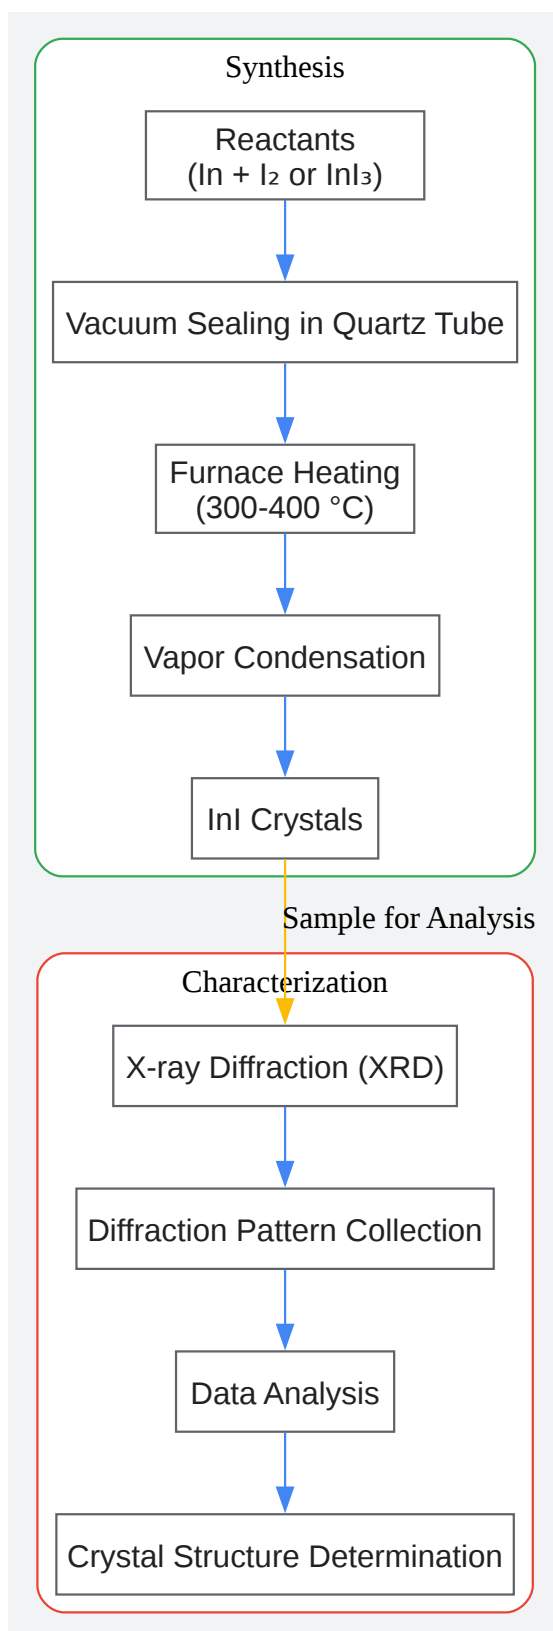 Synthesis
Reactants
(In + I₂ or InI₃)
Vacuum Sealing in Quartz Tube
Furnace Heating
(300-400 °C)
Vapor Condensation
InI Crystals
Sample for Analysis
Characterization
X-ray Diffraction (XRD)
Diffraction Pattern Collection
Data Analysis
Crystal Structure Determination